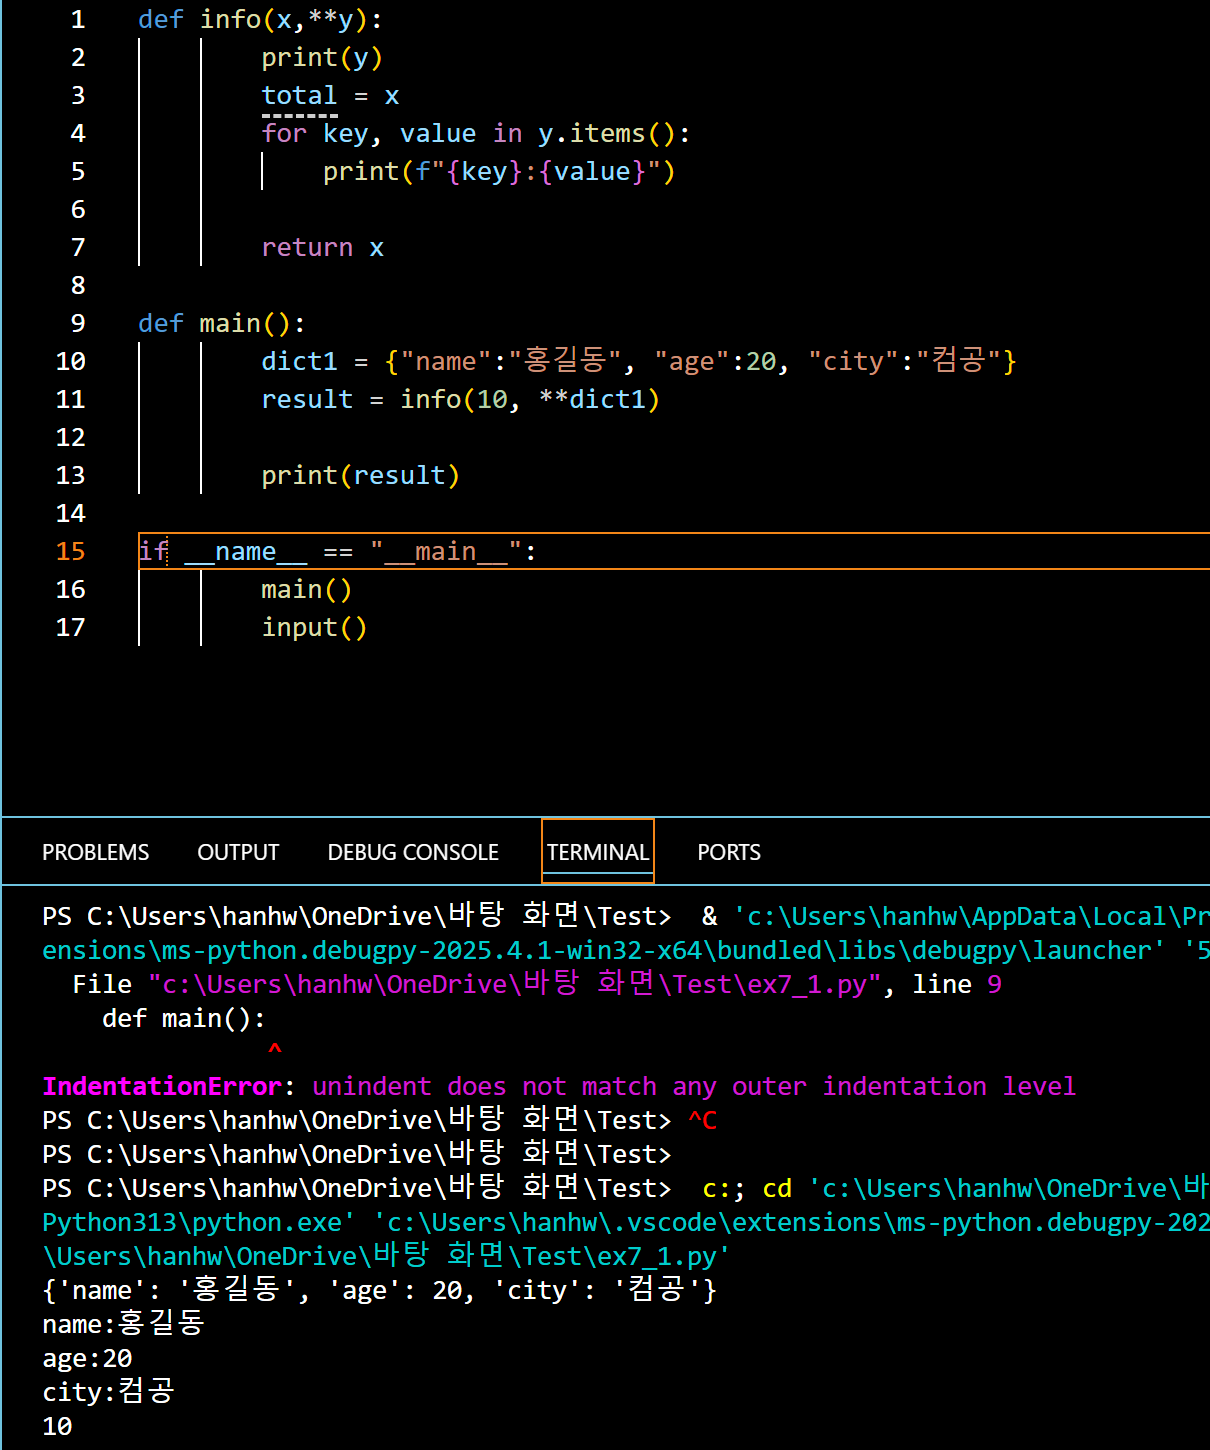 1 def info(x,**y):
2 print(y)
3 total = x
4 for key, value in y.items():
5 print(f"{key}:{value}")
6
7 return x
8
9 def main():
10 dict1 = {"name":"홍길동", "age":20, "city":"컴공"}
11 result = info(10, **dict1)
12
13 print(result)
14
15 if __name__ == "__main__":
16 main()
17 input()
PROBLEMS OUTPUT DEBUG CONSOLE TERMINAL PORTS
PS C:\Users\hanhw\OneDrive\바탕 화면\Test> & 'c:\Users\hanhw\AppData\Local\Pr
ensions\ms-python.debugpy-2025.4.1-win32-x64\bundled\libs\debugpy\launcher' '5
File "c:\Users\hanhw\OneDrive\바탕 화면\Test\ex7_1.py", line 9
def main():
^
IndentationError: unindent does not match any outer indentation level
PS C:\Users\hanhw\OneDrive\바탕 화면\Test> ^C
PS C:\Users\hanhw\OneDrive\바탕 화면\Test>
PS C:\Users\hanhw\OneDrive\바탕 화면\Test> c:; cd 'c:\Users\hanhw\OneDrive\바
Python313\python.exe' 'c:\Users\hanhw\.vscode\extensions\ms-python.debugpy-202
\Users\hanhw\OneDrive\바탕 화면\Test\ex7_1.py'
{'name': '홍길동', 'age': 20, 'city': '컴공'}
name:홍길동
age:20
city:컴공
10